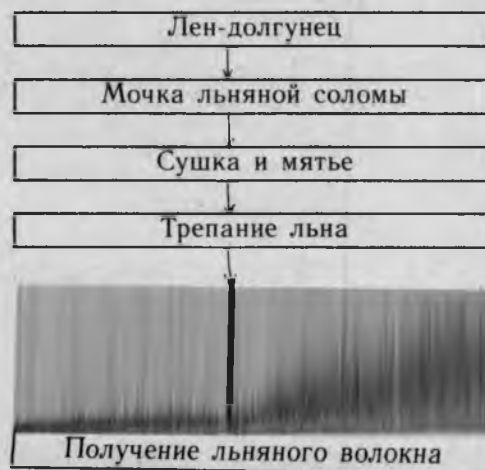 Лен-долгунец
Мочка льняной соломы
Сушка и мятье
Трепание льна
Получение льняного волокна